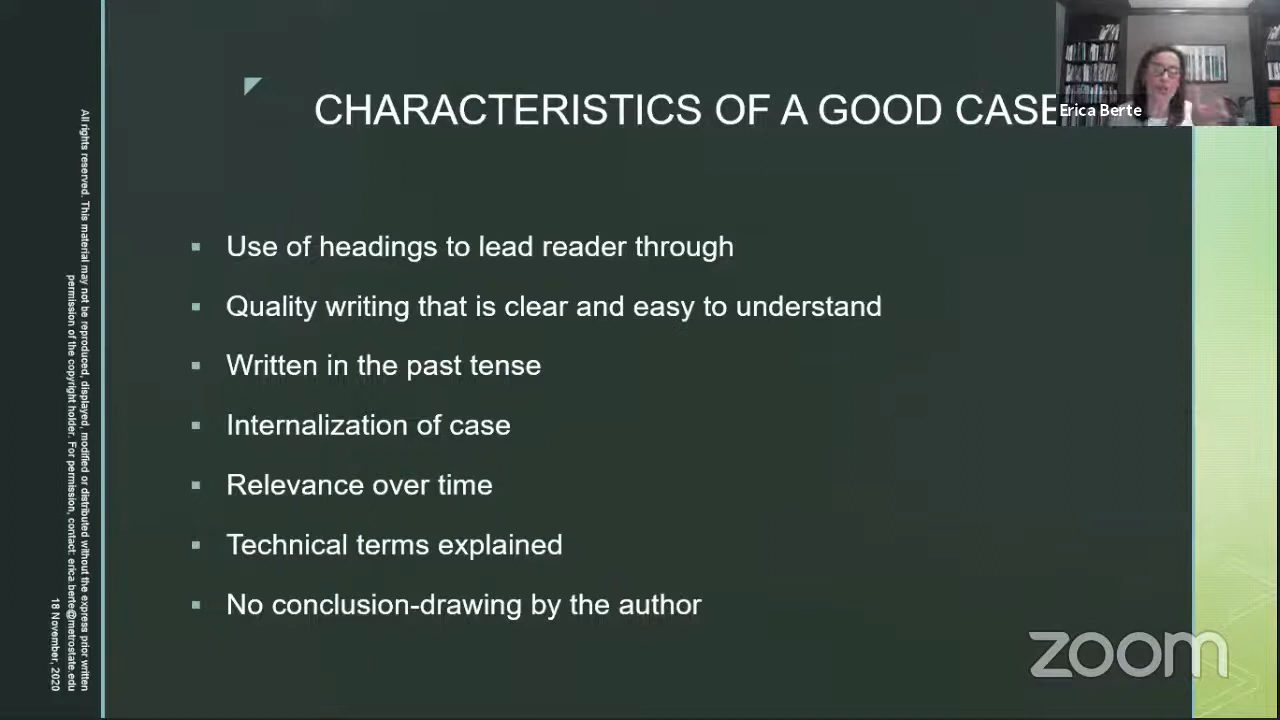 CHARACTERISTICS OF A GOOD CASE
Erica Berte
Use of headings to lead reader through
Quality writing that is clear and easy to understand
Written in the past tense
Internalization of case
Relevance over time
Technical terms explained
No conclusion-drawing by the author
All rights reserved. This material may not be reproduced, displayed, modified or distributed without the express prior written
permission of the copyright holder. For permission, contact: erica.berte@metrostate.edu
18 November, 2020
zoom